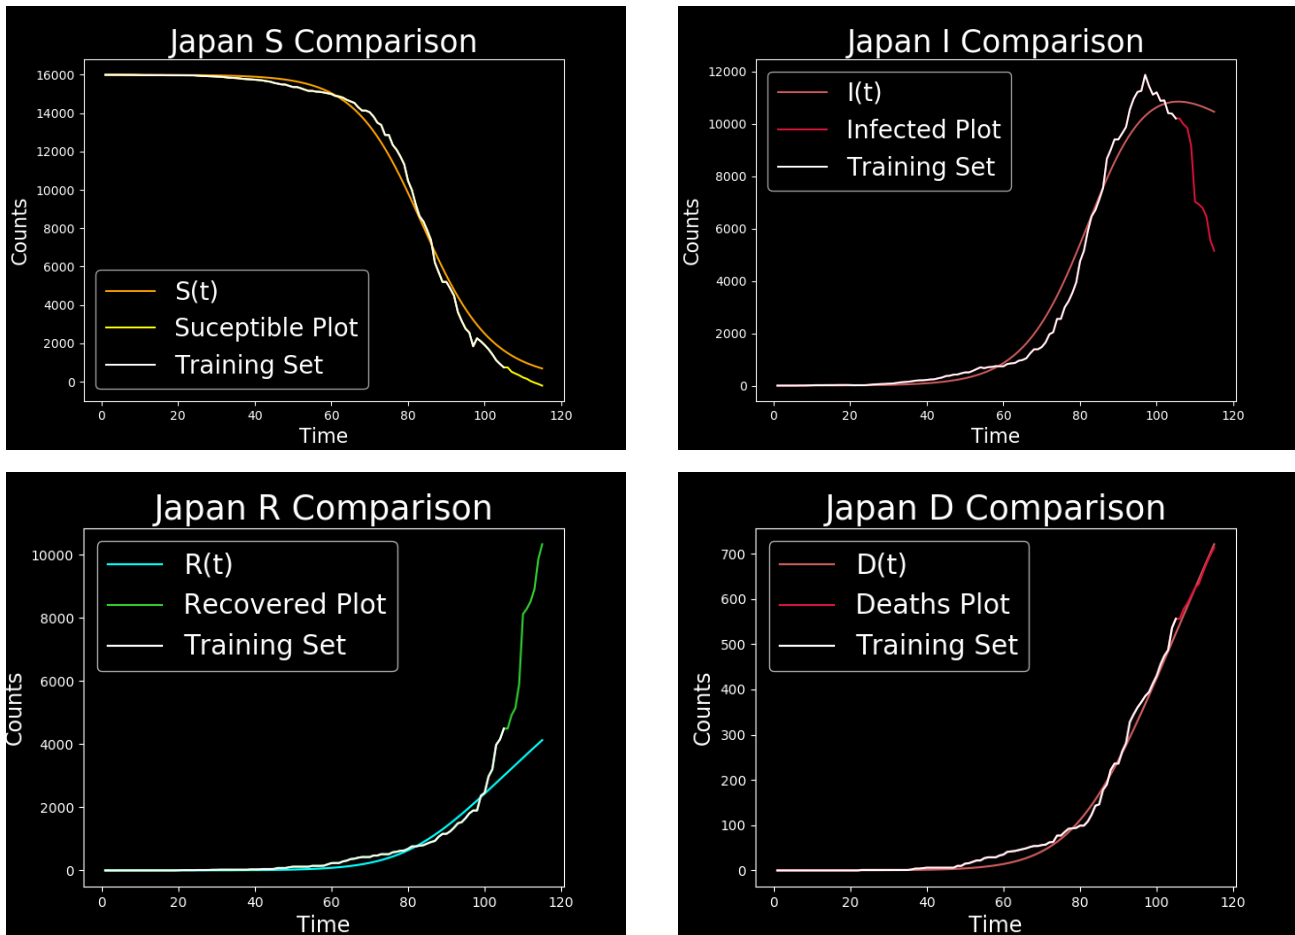 Japan S Comparison
16000
14000
12000
10000
8000
6000
4000
2000
0
Counts
S(t)
Suceptible Plot
Training Set
0 20 40 60 80 100 120
Time
Japan I Comparison
12000
10000
8000
6000
4000
2000
0
Counts
I(t)
Infected Plot
Training Set
0 20 40 60 80 100 120
Time
Japan R Comparison
10000
8000
6000
4000
2000
0
Counts
R(t)
Recovered Plot
Training Set
0 20 40 60 80 100 120
Time
Japan D Comparison
700
600
500
400
300
200
100
0
Counts
D(t)
Deaths Plot
Training Set
0 20 40 60 80 100 120
Time